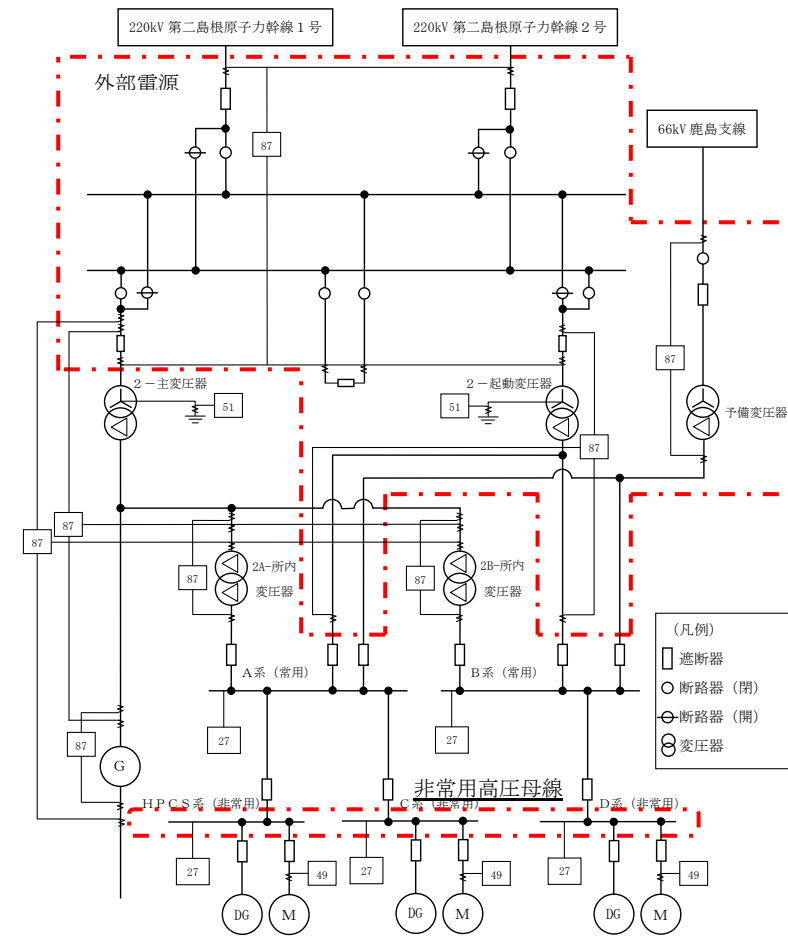 220kV 第二島根原子力幹線1号
220kV 第二島根原子力幹線2号
外部電源
66kV 鹿島支線
87
87
2-主変圧器
51
2-起動変圧器
51
予備変圧器
87
87
87
87
2A-所内
変圧器
87
2B-所内
変圧器
(凡例)
遮断器
断路器(閉)
断路器(開)
変圧器
A系(常用)
B系(常用)
27
27
87
G
非常用高圧母線
HPCS系(非常用)
C系(非常用)
D系(非常用)
27
49
27
49
27
49
DG
M
DG
M
DG
M